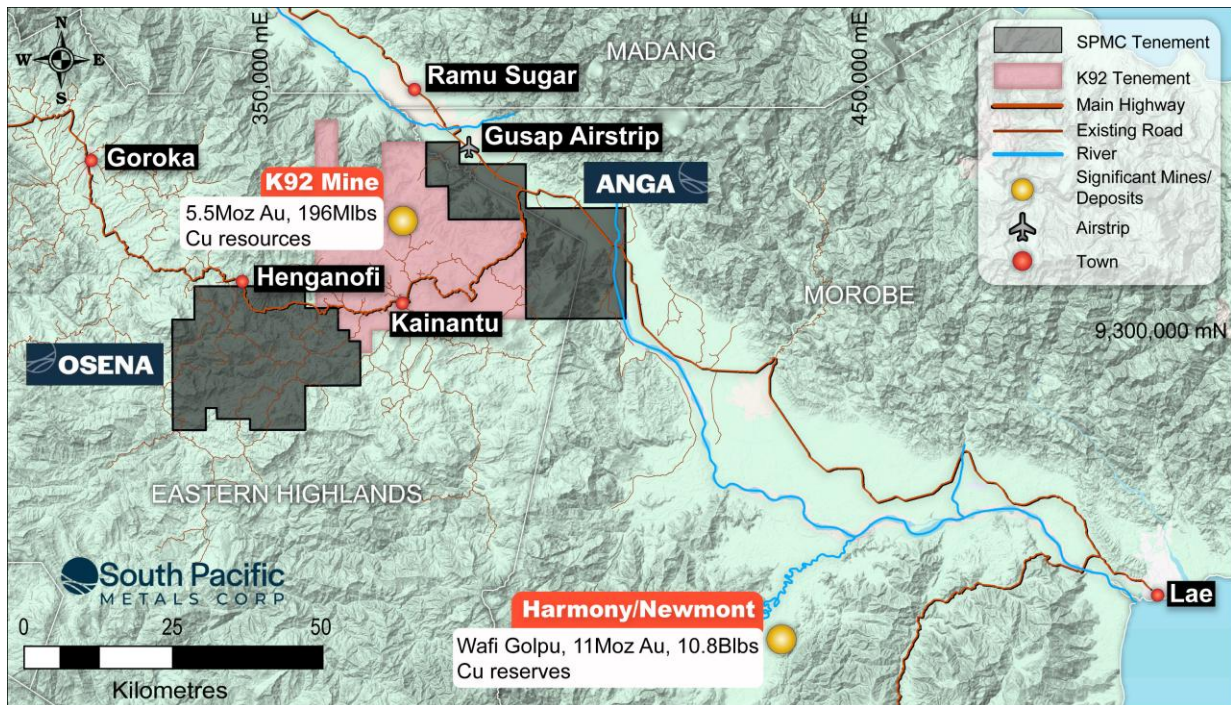 N
W E
S
350,000 mE
MADANG
450,000 mE
Ramu Sugar
Gusap Airstrip
Goroka
ANGA
K92 Mine
5.5Moz Au, 196Mlbs
Cu resources
Henganofi
Kainantu
MOROBE
9,300,000 mN
OSENA
EASTERN HIGHLANDS
South Pacific
METALS CORP
0 25 50
Kilometres
Harmony/Newmont
Wafi Golpu, 11Moz Au, 10.8Blbs
Cu reserves
Lae
SPMC Tenement
K92 Tenement
Main Highway
Existing Road
River
Significant Mines/
Deposits
Airstrip
Town